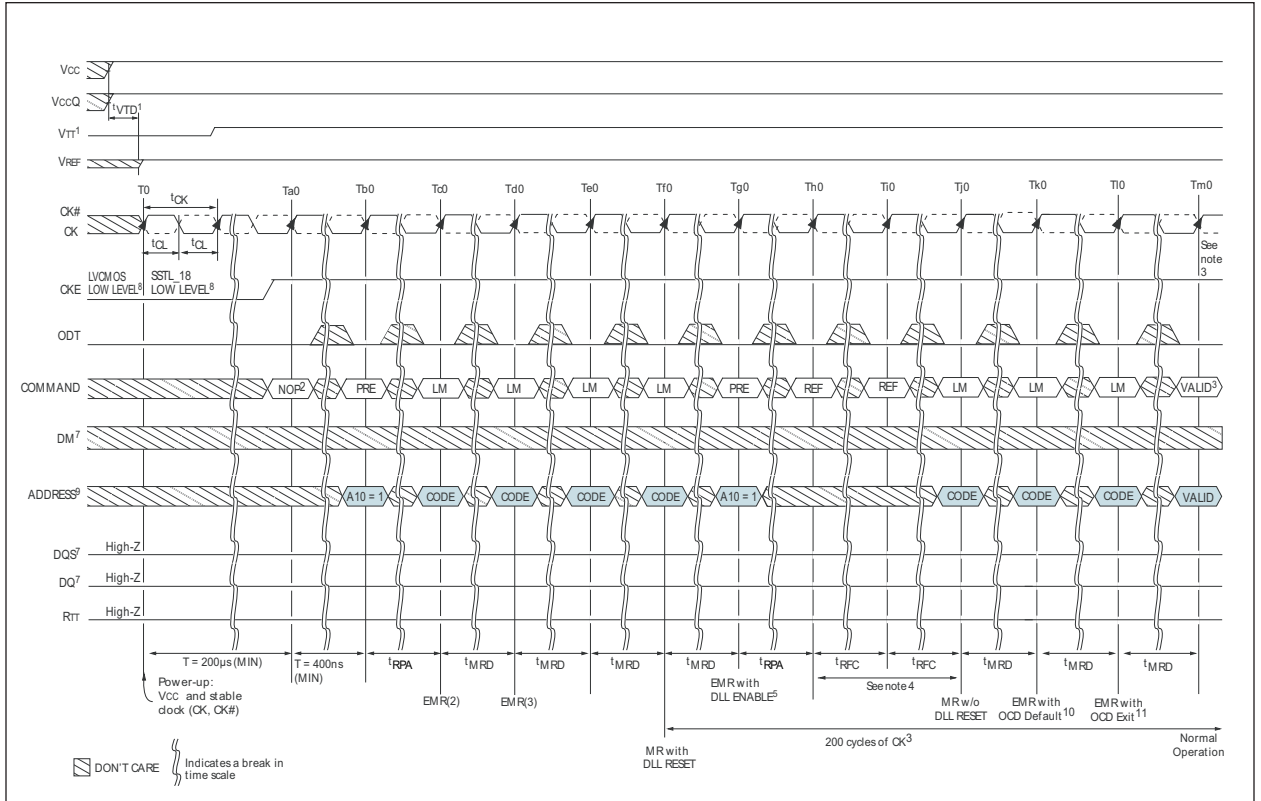 VCC
VCCQ
tVTD1
VTT1
VREF
T0 Ta0 Tb0 Tc0 Td0 Te0 Tf0 Tg0 Th0 Ti0 Tj0 Tk0 Tl0 Tm0
tCK
CK#
CK
tCL tCL
See
note
3
LVCMOS SSTL_18
CKE LOW LEVEL8 LOW LEVEL8
ODT
COMMAND NOP2 PRE LM LM LM LM PRE REF REF LM LM LM VALID3
DM7
ADDRESS9 A10 = 1 CODE CODE CODE CODE A10 = 1 CODE CODE CODE VALID
DQS7 High-Z
DQ7 High-Z
RTT High-Z
T = 200µs (MIN) T = 400ns (MIN) tRPA tMRD tMRD tMRD tMRD tRPA tRFC tRFC tMRD tMRD tMRD
Power-up:
VCC and stable
clock (CK, CK#)
EMR(2) EMR(3)
EMR with
DLL ENABLE5
See note 4
MR w/o
DLL RESET
EMR with
OCD Default10
EMR with
OCD Exit11
200 cycles of CK3
Normal
Operation
MR with
DLL RESET
DON'T CARE
Indicates a break in
time scale